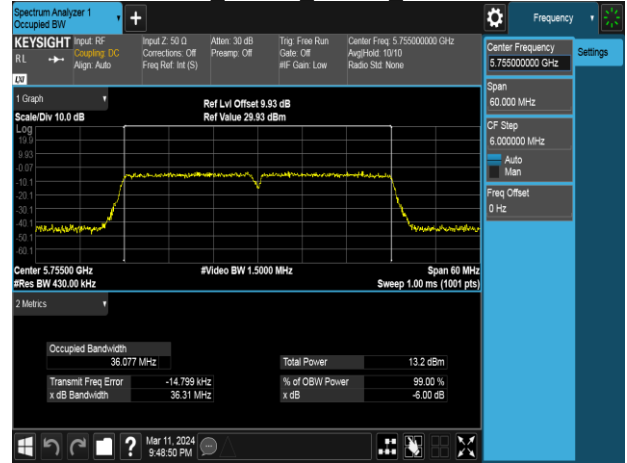 Spectrum Analyzer 1
Occupied BW
Frequency
KEYSIGHT
Input: RF
Coupling: DC
Align: Auto
Input Z: 50 Ω
Corrections: Off
Freq Ref: Int (S)
Atten: 30 dB
Preamp: Off
Trig: Free Run
Gate: Off
#IF Gain: Low
Center Freq: 5.755000000 GHz
Avg|Hold: 10/10
Radio Std: None
RL
LXI
Center Frequency
5.755000000 GHz
Settings
Span
60.000 MHz
CF Step
6.000000 MHz
Auto
Man
Freq Offset
0 Hz
1 Graph
Scale/Div 10.0 dB
Ref Lvl Offset 9.93 dB
Ref Value 29.93 dBm
Log
19.9
9.93
-0.07
-10.1
-20.1
-30.1
-40.1
-50.1
-60.1
Center 5.75500 GHz
#Res BW 430.00 kHz
#Video BW 1.5000 MHz
Span 60 MHz
Sweep 1.00 ms (1001 pts)
2 Metrics
Occupied Bandwidth
36.077 MHz
Total Power 13.2 dBm
Transmit Freq Error -14.799 kHz
% of OBW Power 99.00 %
x dB Bandwidth 36.31 MHz
x dB -6.00 dB
Mar 11, 2024
9:48:50 PM